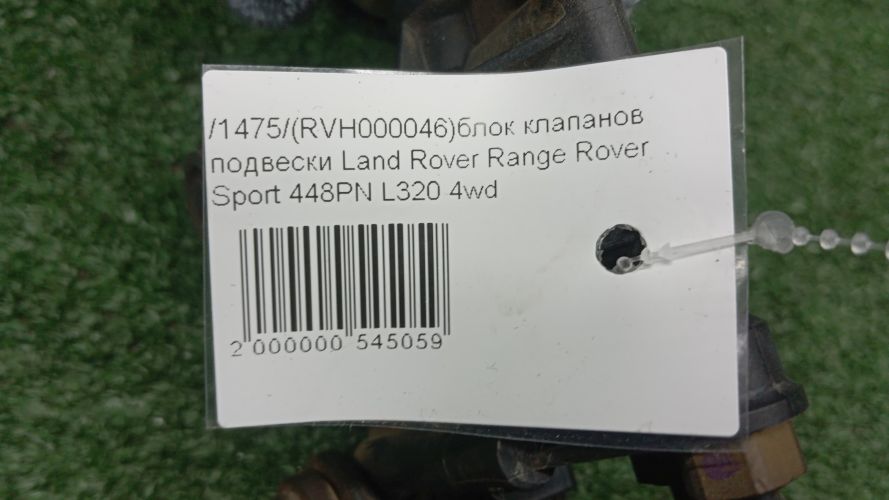 /1475/(RVH000046)блок клапанов
подвески Land Rover Range Rover
Sport 448PN L320 4wd
2 000000 545059